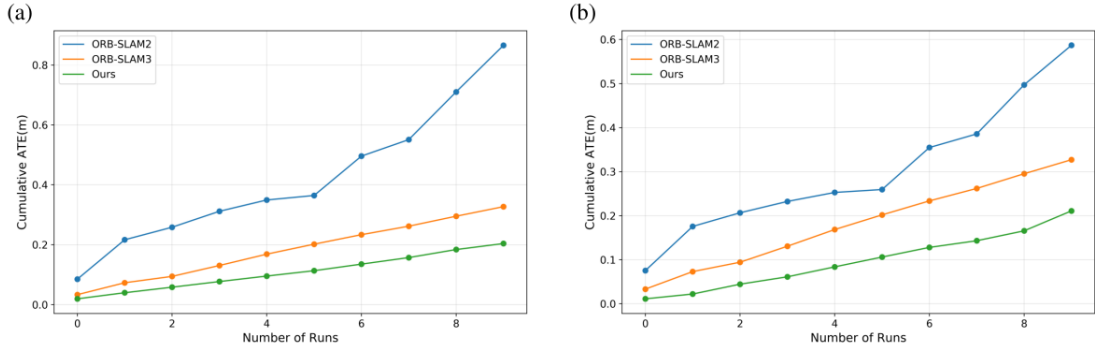 (a)
ORB-SLAM2
ORB-SLAM3
Ours
Cumulative ATE(m)
0.8
0.6
0.4
0.2
0.0
0 2 4 6 8
Number of Runs
(b)
ORB-SLAM2
ORB-SLAM3
Ours
Cumulative ATE(m)
0.6
0.5
0.4
0.3
0.2
0.1
0.0
0 2 4 6 8
Number of Runs